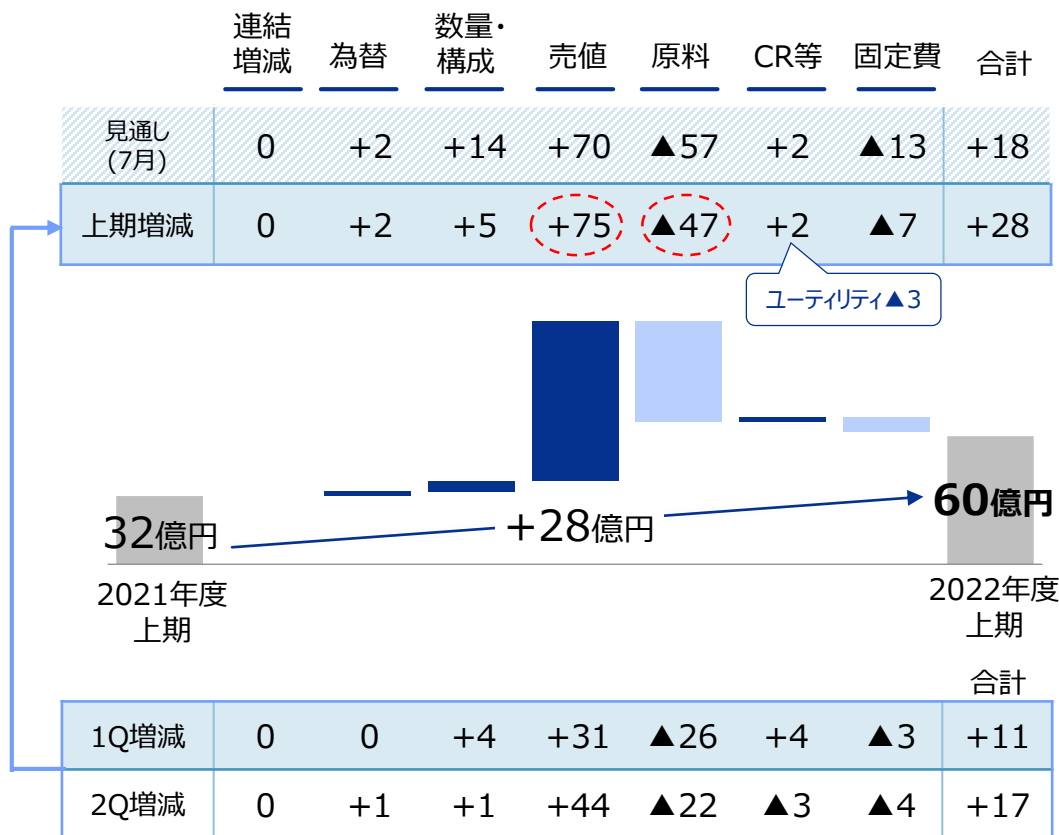 連結
増減
為替
数量・
構成
売値
原料
CR等
固定費
合計
見通し
(7月)
0 +2 +14 +70 ▲57 +2 ▲13 +18
上期増減 0 +2 +5 +75 ▲47 +2 ▲7 +28
ユーティリティ▲3
32億円
+28億円
60億円
2021年度
上期
2022年度
上期
合計
1Q増減 0 0 +4 +31 ▲26 +4 ▲3 +11
2Q増減 0 +1 +1 +44 ▲22 ▲3 ▲4 +17